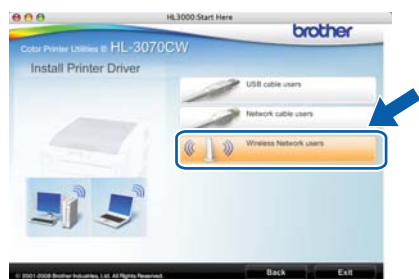 HL3000:Start Here
brother
Color Printer Utilities © HL-3070CW
Install Printer Driver
USB cable users
Network cable users
Wireless Network users
© 2001-2008 Brother Industries, Ltd. All Rights Reserved.
Back
Exit